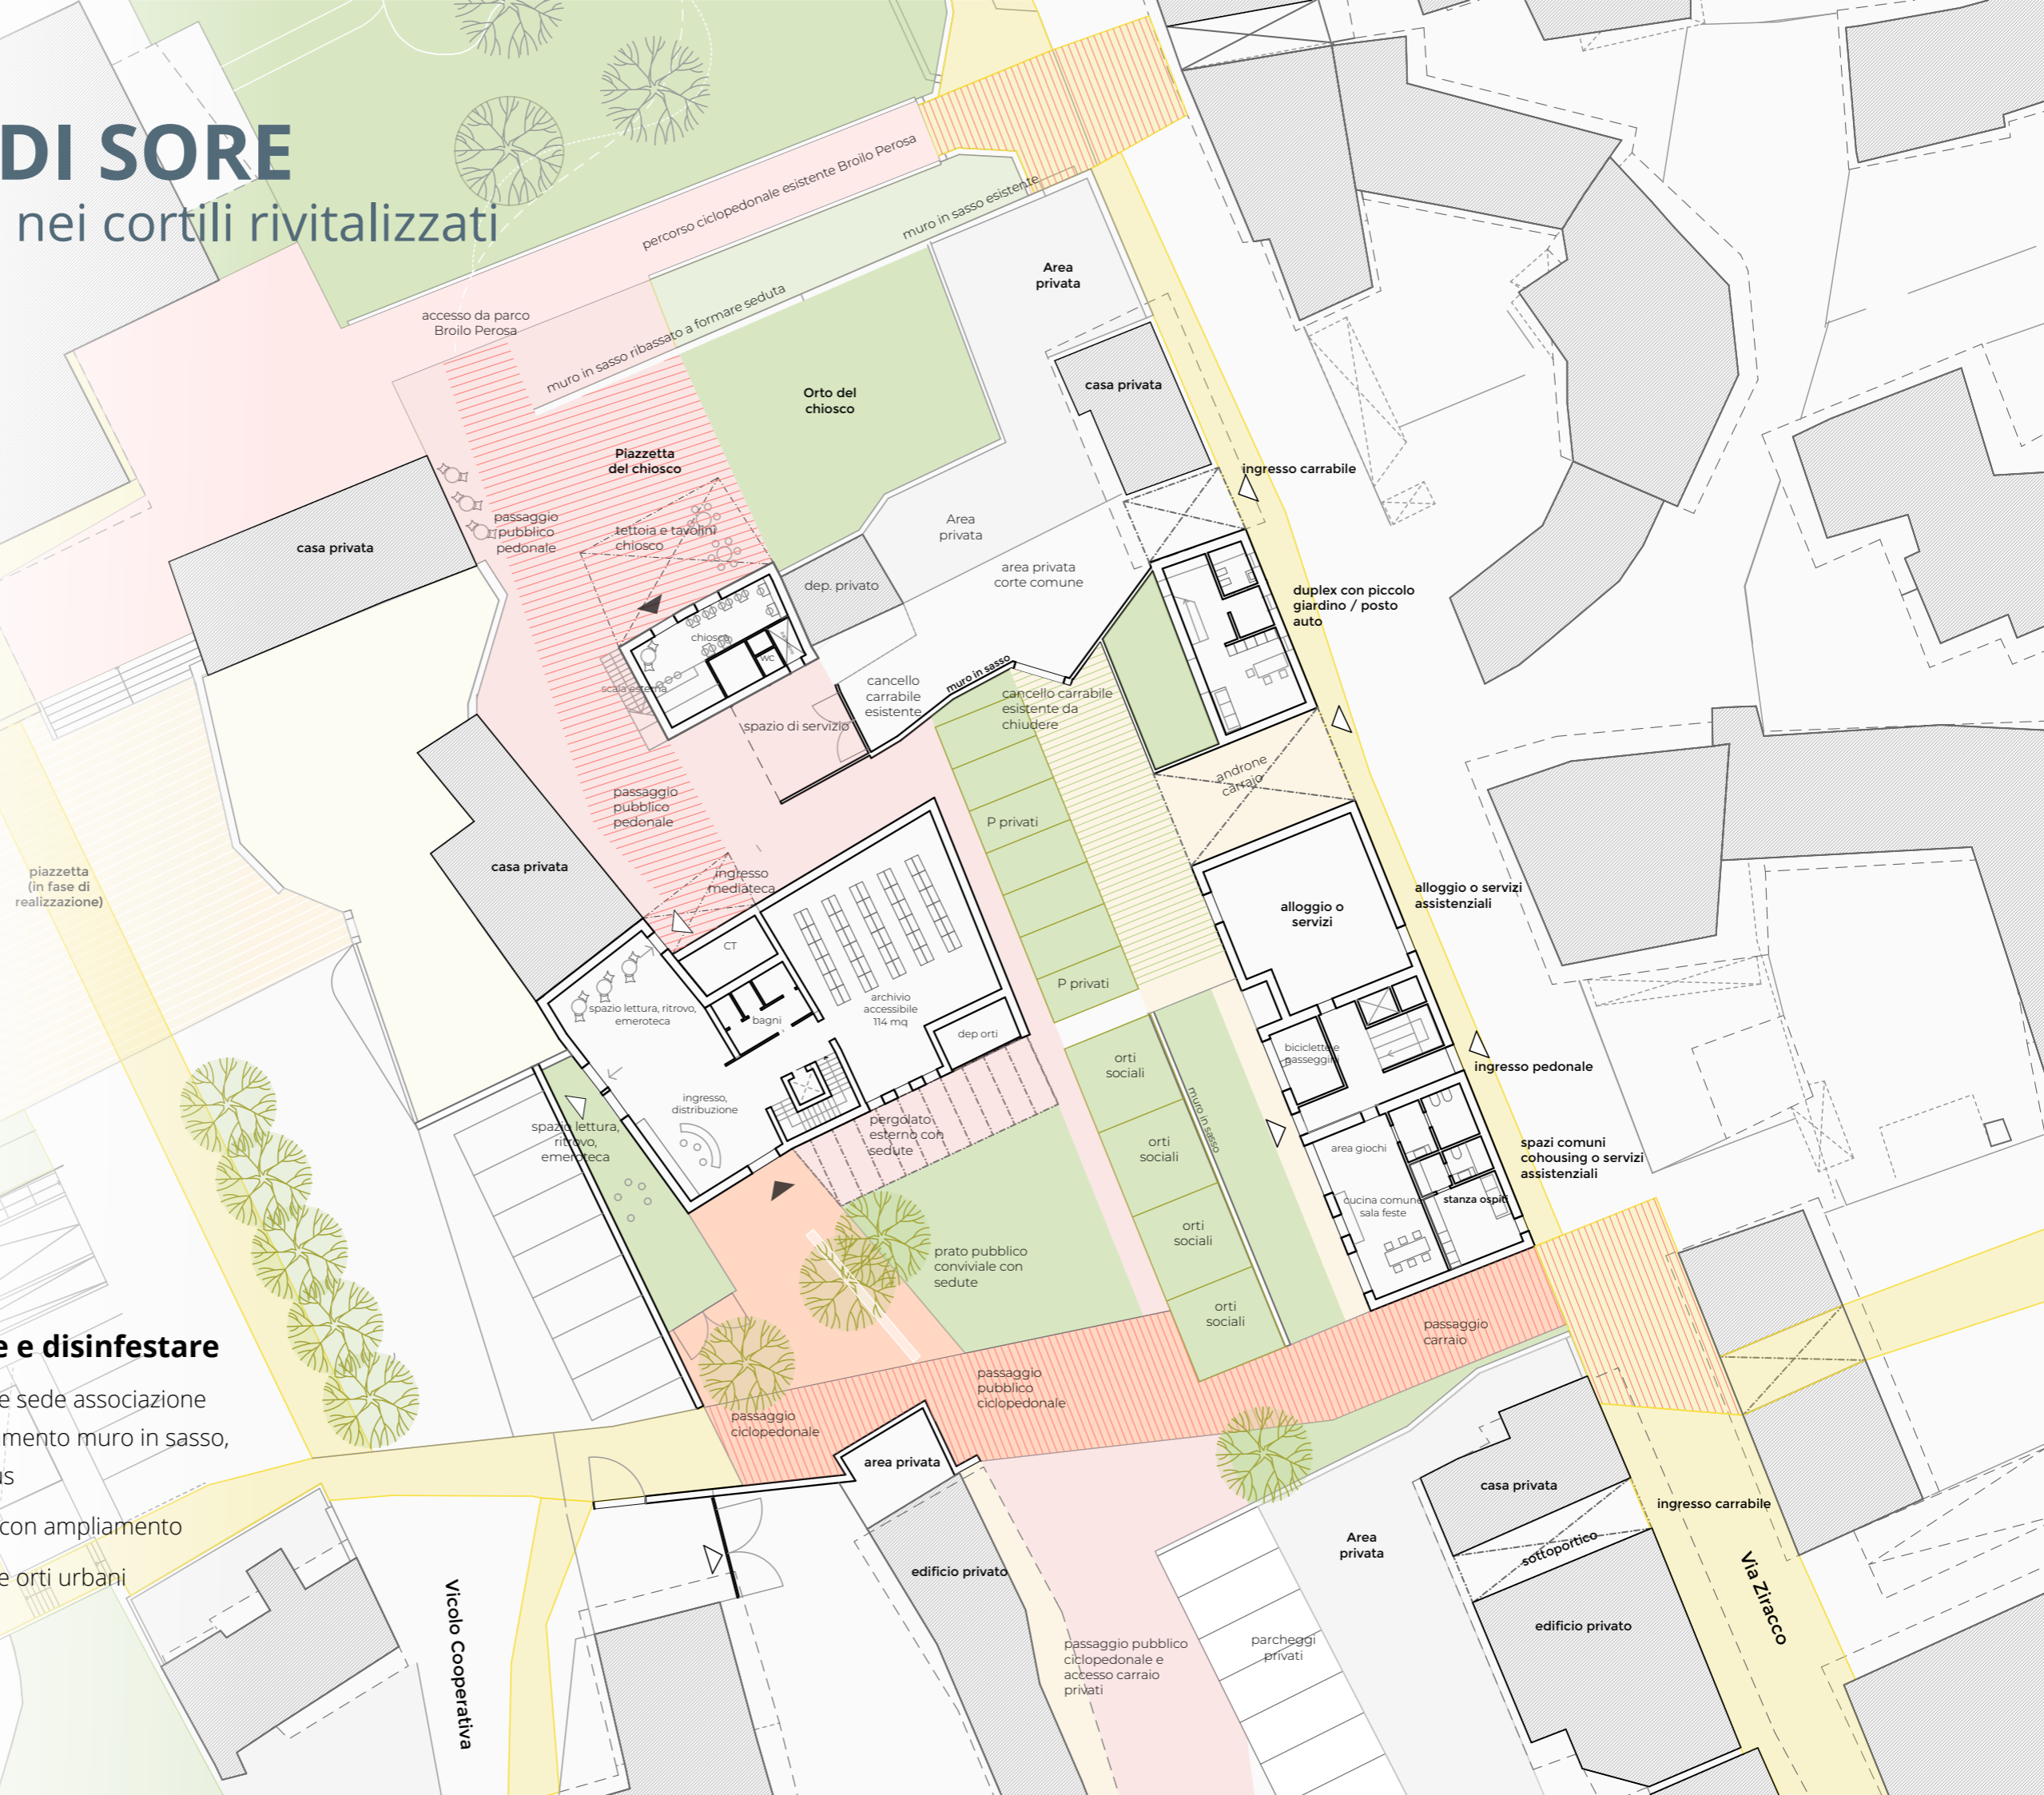 DI SORE
nei cortili rivitalizzati
percorso ciclopedonale esistente Broilo Perosa
muro in sasso esistente
accesso da parco
Broilo Perosa
muro in sasso ribassato a formare seduta
Area
privata
casa privata
Orto del
chiosco
Piazzetta
del chiosco
ingresso carrabile
passaggio
pubblico
pedonale
tettoia e tavolini
chiosco
casa privata
Area
privata
dep. privato
area privata
corte comune
duplex con piccolo
giardino / posto
auto
chiosco
WC
scala esterna
muro in sasso
cancello
carrabile
esistente
cancello carrabile
esistente da
chiudere
spazio di servizio
androne
carraio
passaggio
pubblico
pedonale
P privati
piazzetta
(in fase di
realizzazione)
casa privata
ingresso
mediateca
alloggio o
servizi
alloggio o servizi
assistenziali
CT
P privati
archivio
accessibile
114 mq
spazio lettura, ritrovo,
emeroteca
bagni
dep orti
biciclette e
passeggini
ingresso pedonale
orti
sociali
muro in sasso
ingresso,
distribuzione
spazio lettura,
ritrovo,
emeroteca
pergolato
esterno con
sedute
orti
sociali
area giochi
spazi comuni
cohousing o servizi
assistenziali
cucina comune
sala feste
stanza ospiti
orti
sociali
prato pubblico
conviviale con
sedute
orti
sociali
passaggio
carraio
e e disinfestare
passaggio
pubblico
ciclopedonale
e sede associazione
passaggio
ciclopedonale
mento muro in sasso,
us
area privata
casa privata
ingresso carrabile
con ampliamento
Area
privata
sottoportico
edificio privato
e orti urbani
Via Ziracco
Vicolo Cooperativa
edificio privato
passaggio pubblico
ciclopedonale e
accesso carraio
privati
parcheggi
privati